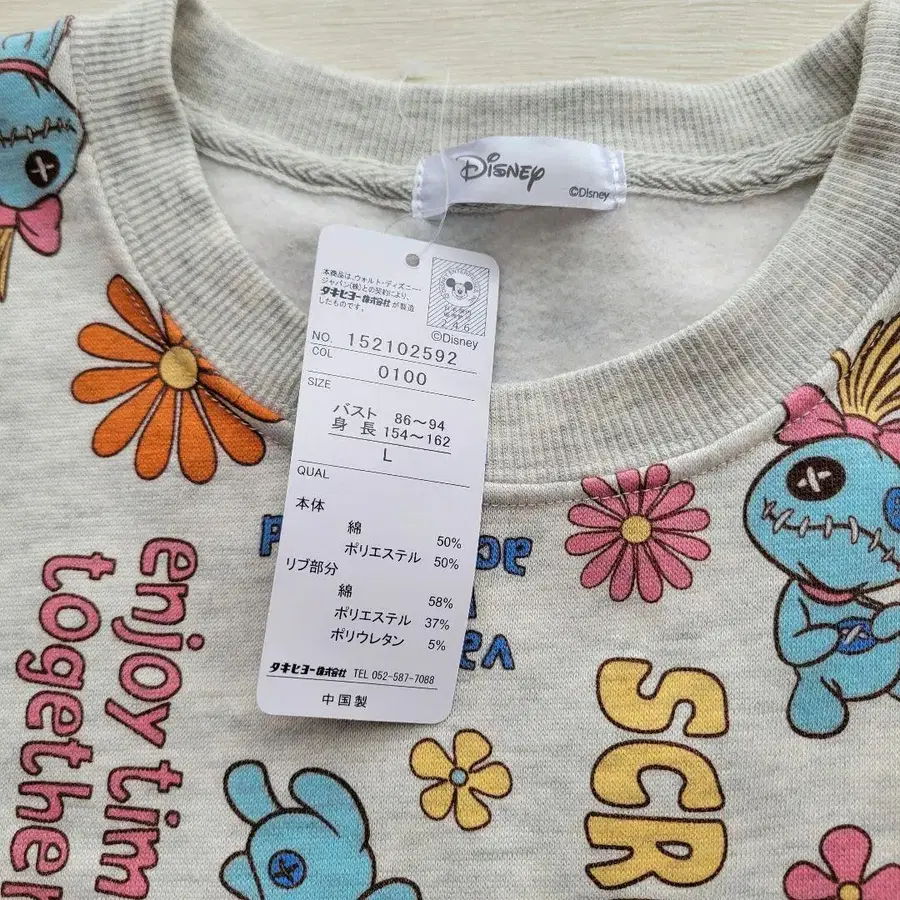 Disney
©Disney
本商品は、ウォルト・ディズニー・
ジャパン(株)との契約により、
タキヒヨー株式会社が製造
したものです。
246
©Disney
NO. 152102592
COL 0100
SIZE
バスト 86～94
身長 154～162
L
QUAL
本体
綿 50%
ポリエステル 50%
リブ部分
綿 58%
ポリエステル 37%
ポリウレタン 5%
タキヒヨー株式会社 TEL 052-587-7088
中国製
enjoy tim
together
SCR